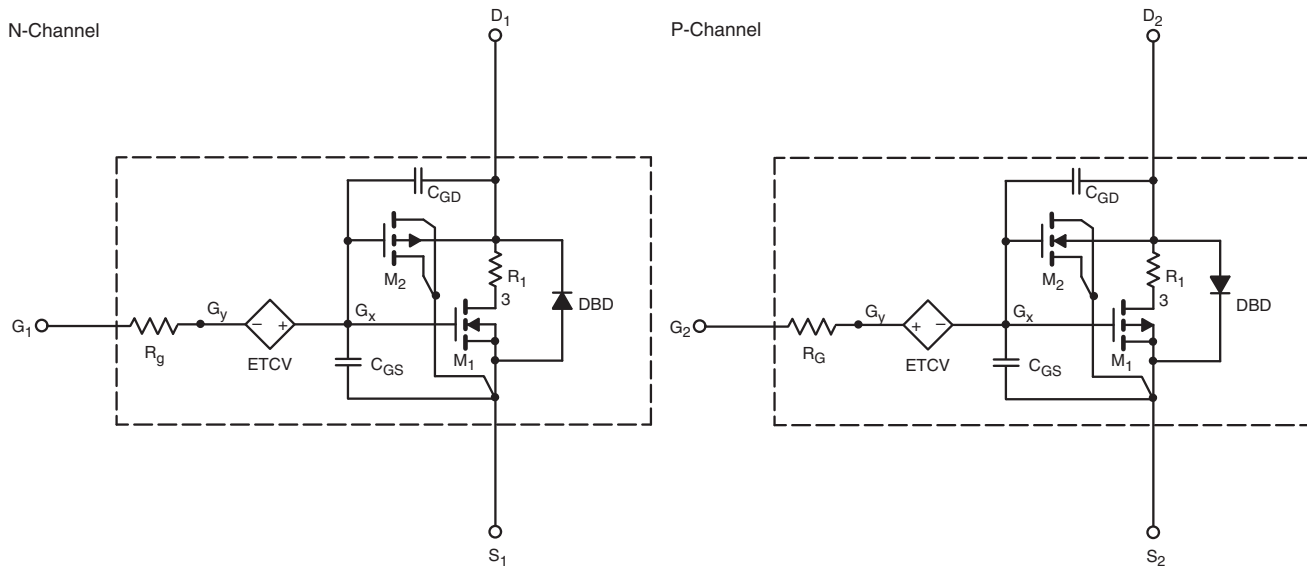 N-Channel
D1
CGD
M2
R1
3
DBD
G1
Rg
Gy
− +
ETCV
Gx
M1
CGS
S1
P-Channel
D2
CGD
M2
R1
3
DBD
G2
RG
Gy
+ −
ETCV
Gx
M1
CGS
S2